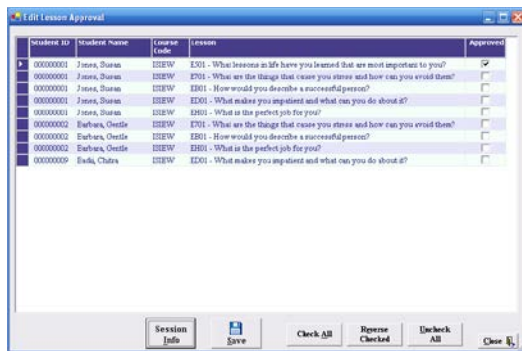 Edit Lesson Approval
Student ID Student Name Course Code Lesson Approved
000000001 Jones, Susan ISIEW E501 - What lessons in life have you learned that are most important to you?
000000001 Jones, Susan ISIEW E701 - What are the things that cause you stress and how can you avoid them?
000000001 Jones, Susan ISIEW EB01 - How would you describe a successful person?
000000001 Jones, Susan ISIEW ED01 - What makes you impatient and what can you do about it?
000000001 Jones, Susan ISIEW EH01 - What is the perfect job for you?
000000002 Barbara, Gentle ISIEW E701 - What are the things that cause you stress and how can you avoid them?
000000002 Barbara, Gentle ISIEW EB01 - How would you describe a successful person?
000000002 Barbara, Gentle ISIEW EH01 - What is the perfect job for you?
000000009 Chitra ISIEW ED01 - What makes you impatient and what can you do about it?
Session Info Save Check All Reverse Checked Uncheck All Close